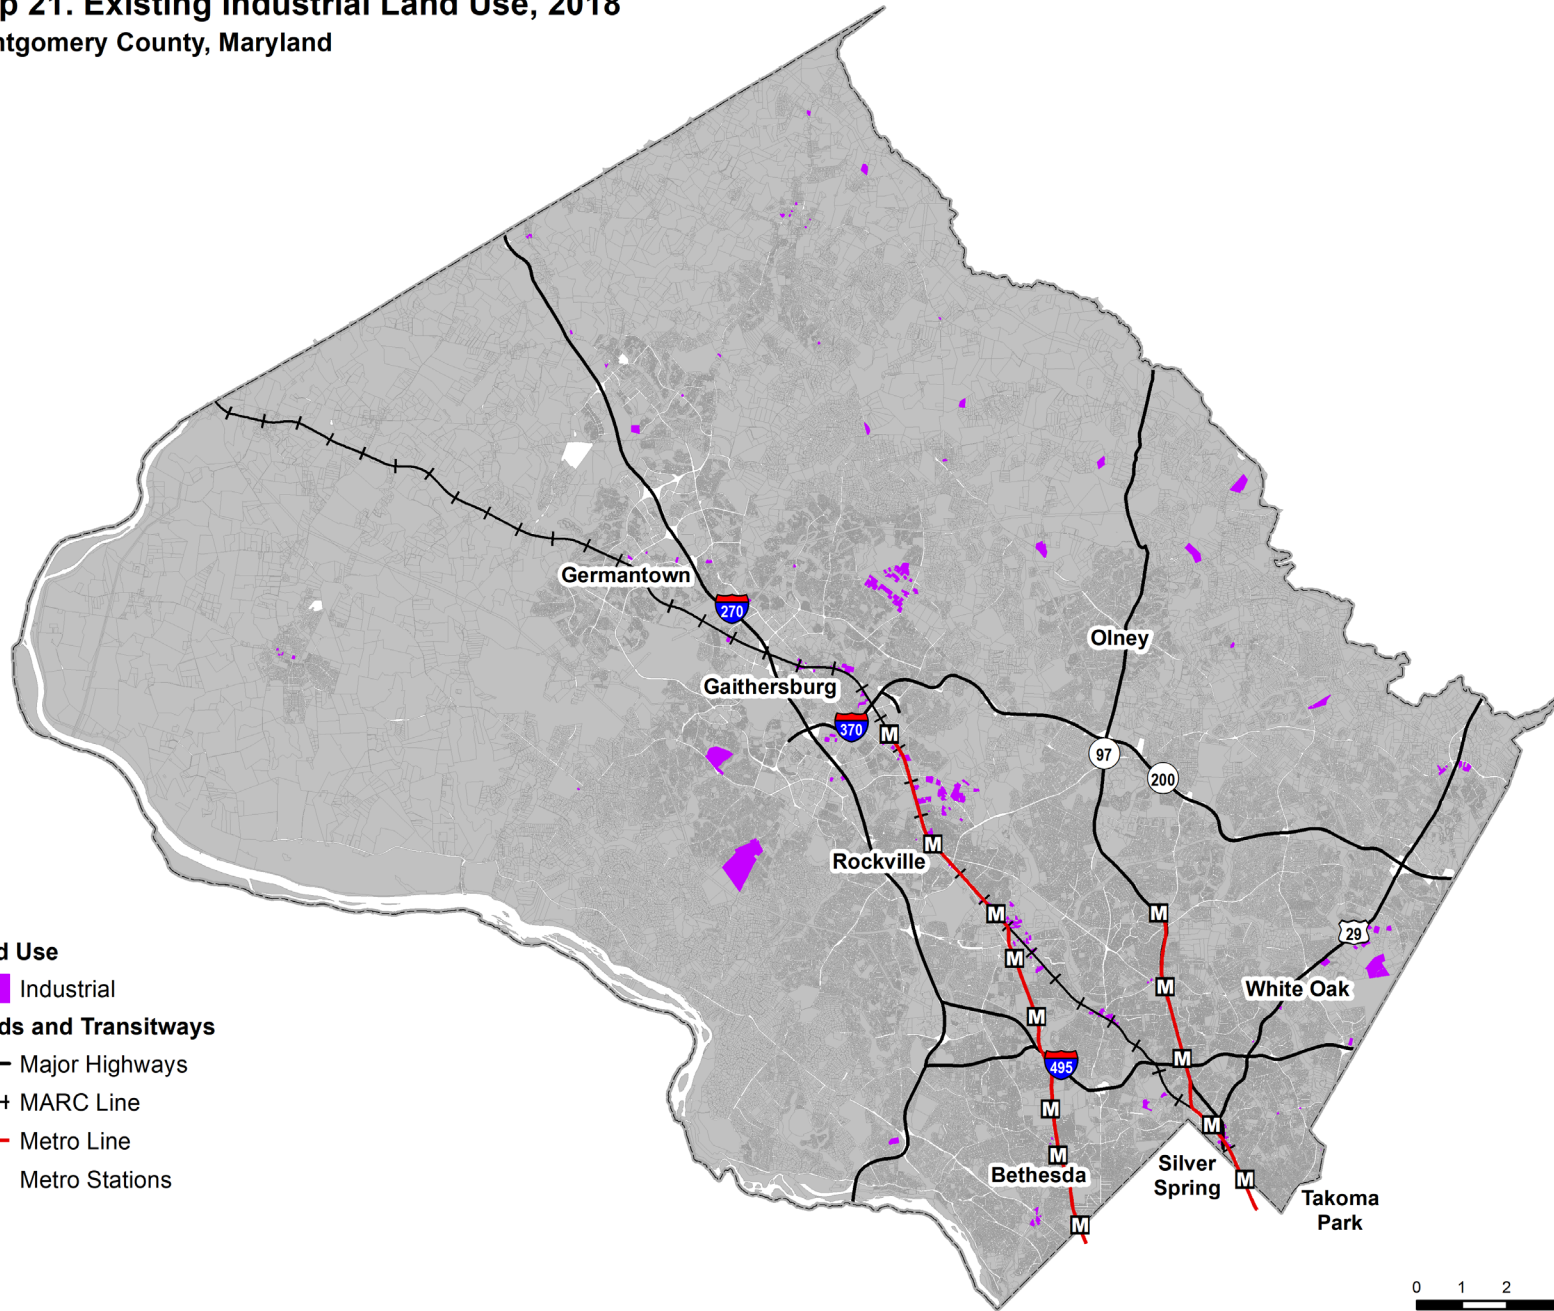 p 21. Existing Industrial Land Use, 2018
ntgomery County, Maryland
Germantown
270
Olney
Gaithersburg
370
M
97
200
M
Rockville
M
M
29
M
M
White Oak
M
M
495
M
M
M
Bethesda
Silver
Spring
M
Takoma
Park
M
d Use
Industrial
ds and Transitways
Major Highways
MARC Line
Metro Line
Metro Stations
0 1 2